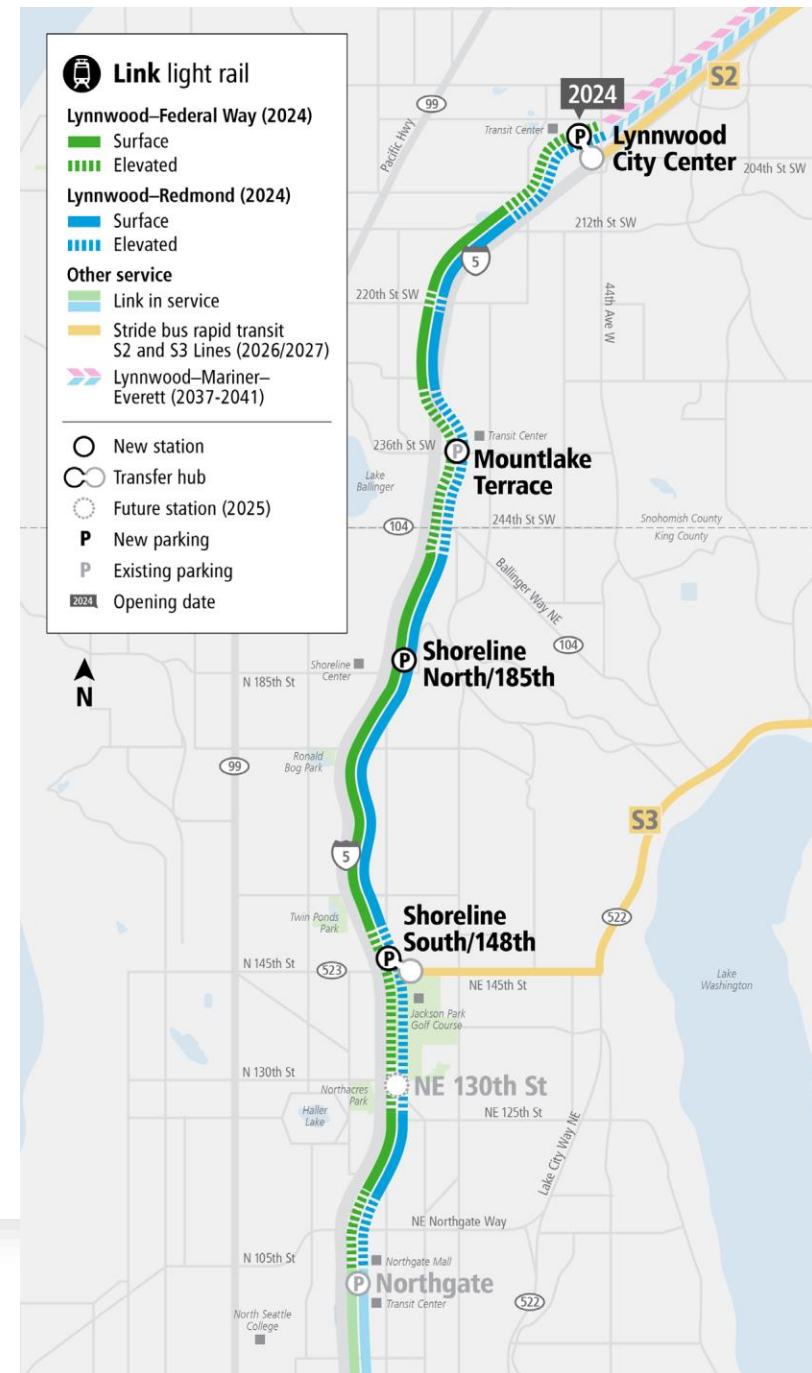 Link light rail
Lynnwood–Federal Way (2024)
Surface
Elevated
Lynnwood–Redmond (2024)
Surface
Elevated
Other service
Link in service
Stride bus rapid transit
S2 and S3 Lines (2026/2027)
Lynnwood–Mariner–
Everett (2037-2041)
New station
Transfer hub
Future station (2025)
P New parking
P Existing parking
2024 Opening date
N
S2
2024
99
Transit Center
P
Lynnwood
City Center
Pacific Hwy
204th St SW
212th St SW
5
220th St SW
44th Ave W
236th St SW
Transit Center
P
Mountlake
Terrace
Lake
Ballinger
104
244th St SW
Snohomish County
King County
Ballinger Way NE
104
Shoreline
Center
P
Shoreline
North/185th
N 185th St
Ronald
Bog Park
99
S3
5
Twin Ponds
Park
Shoreline
South/148th
522
P
N 145th St
523
NE 145th St
Lake
Washington
Jackson Park
Golf Course
N 130th St
Northacres
Park
NE 130th St
Haller
Lake
NE 125th St
Lake City Way NE
NE Northgate Way
N 105th St
Northgate Mall
P
Northgate
Transit Center
522
North Seattle
College